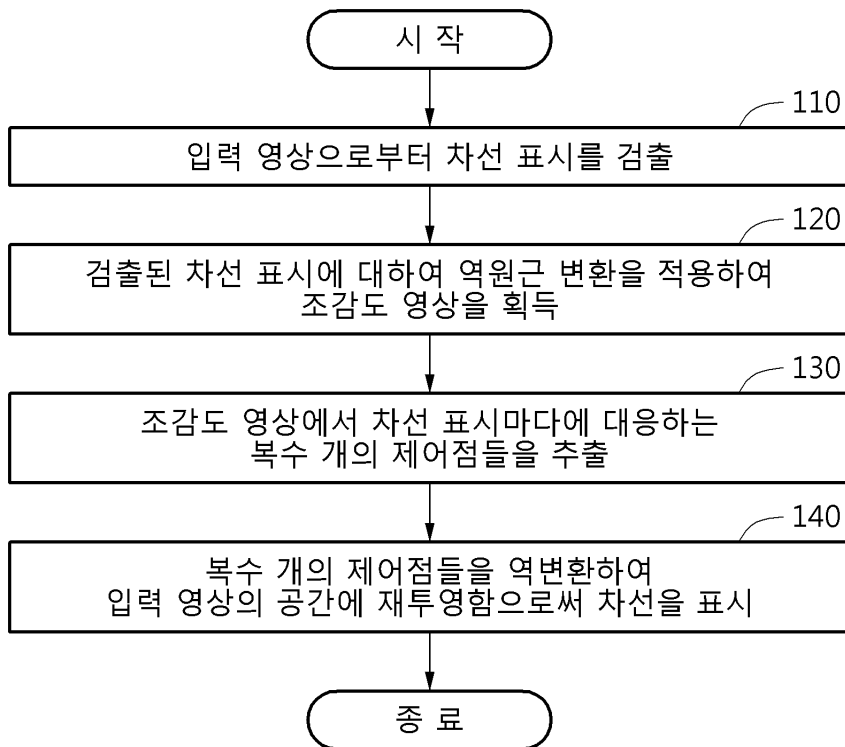 시 작
110
입력 영상으로부터 차선 표시를 검출
120
검출된 차선 표시에 대하여 역원근 변환을 적용하여
조감도 영상을 획득
130
조감도 영상에서 차선 표시마다에 대응하는
복수 개의 제어점들을 추출
140
복수 개의 제어점들을 역변환하여
입력 영상의 공간에 재투영함으로써 차선을 표시
종 료